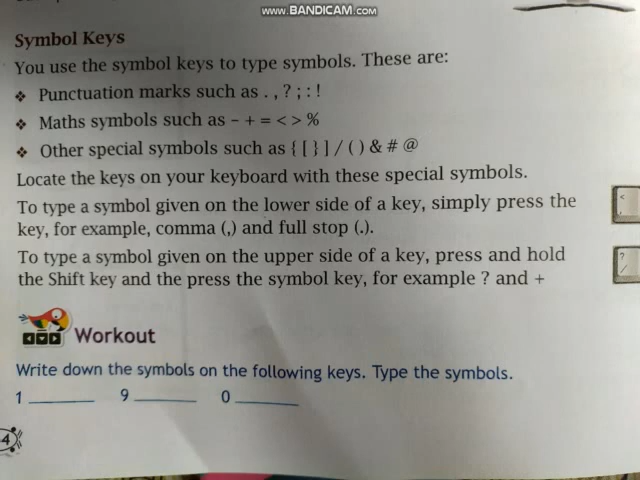 www.BANDICAM.com
Symbol Keys
You use the symbol keys to type symbols. These are:
❖ Punctuation marks such as . , ? ; : !
❖ Maths symbols such as – + = < > %
❖ Other special symbols such as { [ } ] / ( ) & # @
Locate the keys on your keyboard with these special symbols.
To type a symbol given on the lower side of a key, simply press the
key, for example, comma (,) and full stop (.).
<
,
To type a symbol given on the upper side of a key, press and hold
the Shift key and the press the symbol key, for example ? and +
?
/
Workout
Write down the symbols on the following keys. Type the symbols.
1 ________ 9 ________ 0 ________
4